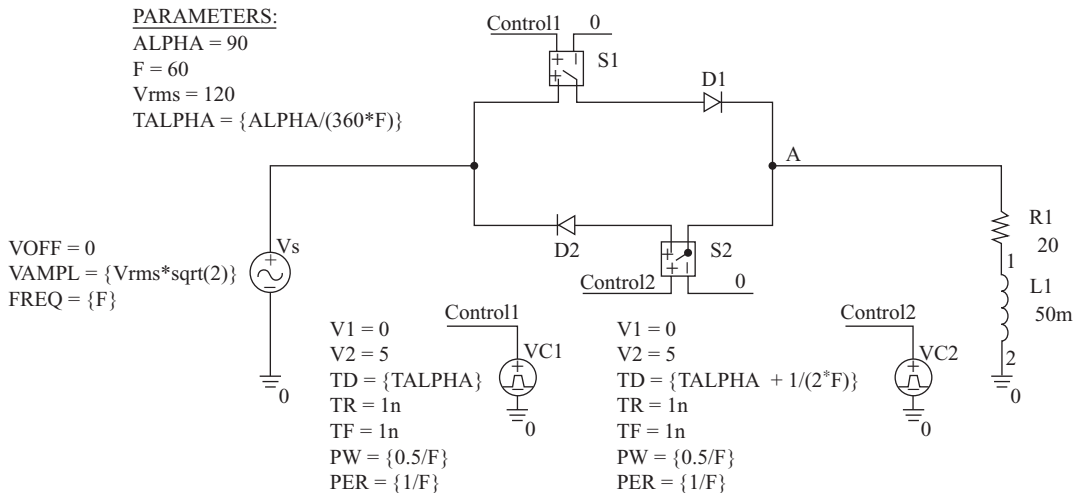 PARAMETERS:
ALPHA = 90
F = 60
Vrms = 120
TALPHA = {ALPHA/(360*F)}
Control1
0
S1
D1
A
D2
S2
Control2
0
VOFF = 0
VAMPL = {Vrms*sqrt(2)}
FREQ = {F}
Vs
0
R1
20
1
L1
50m
2
0
Control1
VC1
0
V1 = 0
V2 = 5
TD = {TALPHA}
TR = 1n
TF = 1n
PW = {0.5/F}
PER = {1/F}
V1 = 0
V2 = 5
TD = {TALPHA + 1/(2*F)}
TR = 1n
TF = 1n
PW = {0.5/F}
PER = {1/F}
Control2
VC2
0